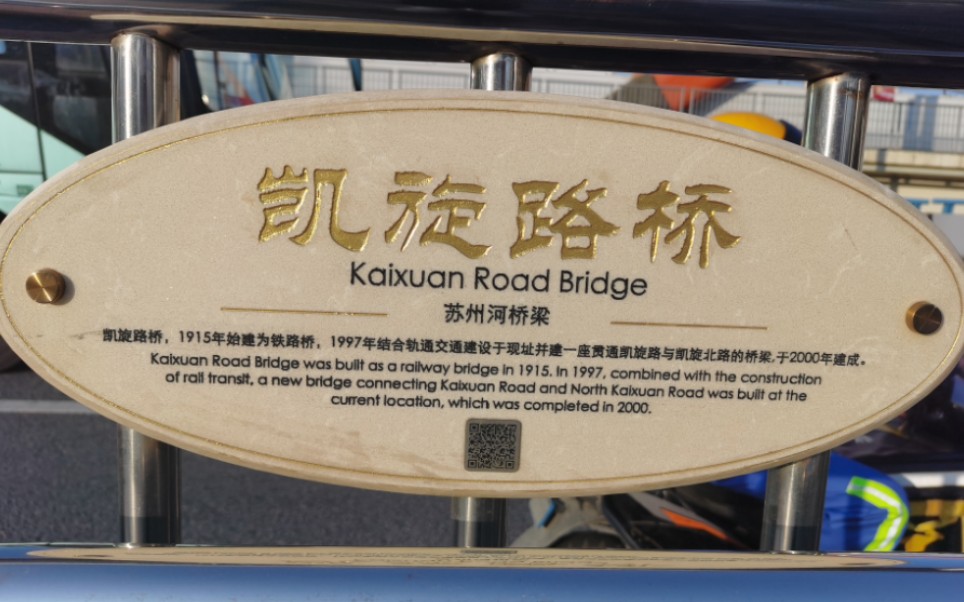 凯旋路桥
Kaixuan Road Bridge
苏州河桥梁
凯旋路桥，1915年始建为铁路桥，1997年结合轨通交通建设于现址并建一座贯通凯旋路与凯旋北路的桥梁,于2000年建成。
Kaixuan Road Bridge was built as a railway bridge in 1915. In 1997, combined with the construction
of rail transit, a new bridge connecting Kaixuan Road and North Kaixuan Road was built at the
current location, which was completed in 2000.